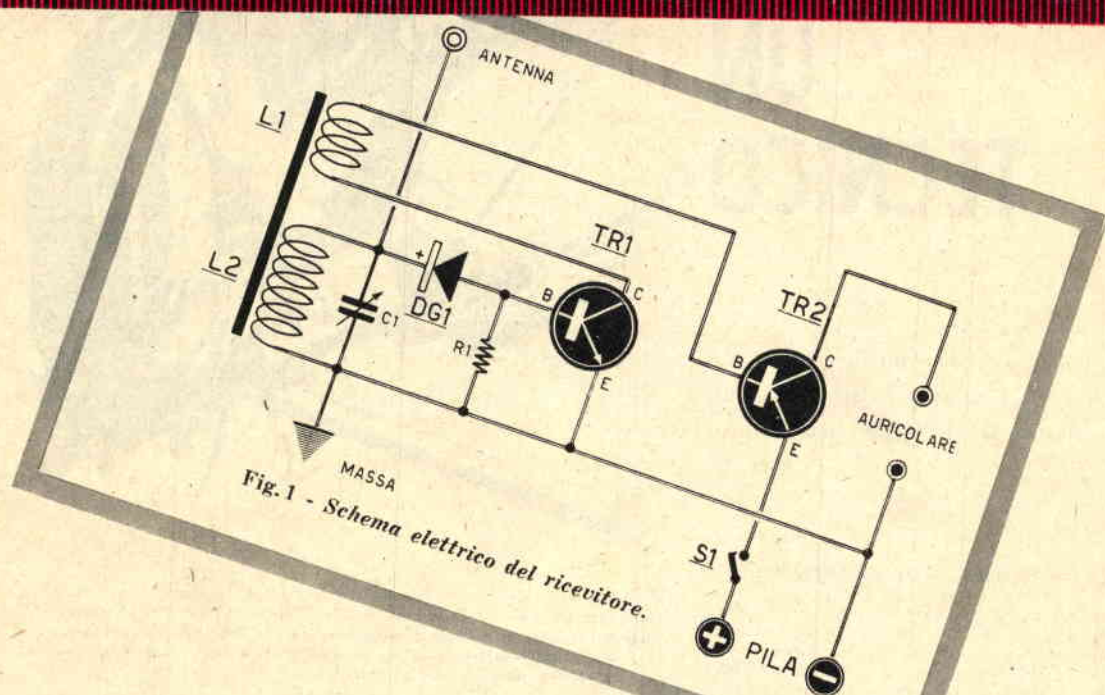 ANTENNA
L1
L2
C1
+
DG1
R1
TR1
B
C
E
TR2
B
C
E
AURICOLARE
MASSA
S1
+ PILA -
Fig. 1 - Schema elettrico del ricevitore.